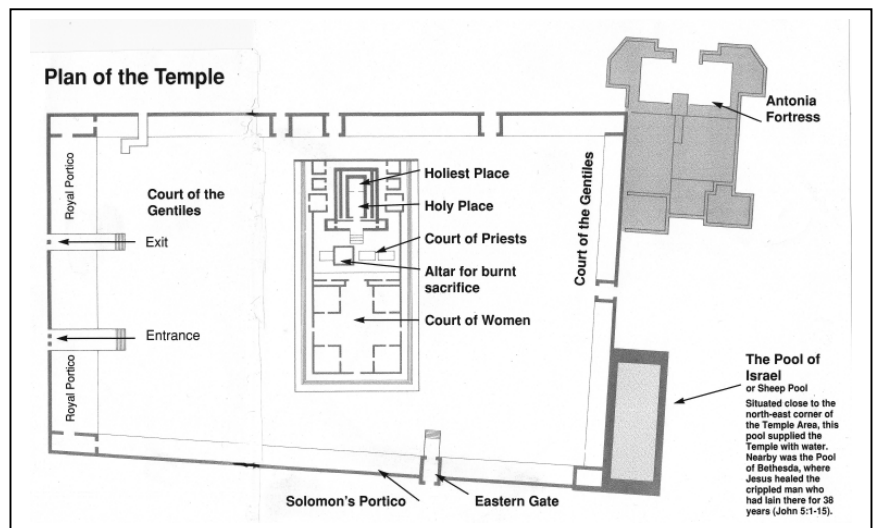 Plan of the Temple
Antonia
Fortress
Royal Portico
Court of the
Gentiles
Holiest Place
Holy Place
Court of Priests
Altar for burnt
sacrifice
Court of Women
Court of the Gentiles
Exit
Entrance
Royal Portico
The Pool of
Israel
or Sheep Pool
Situated close to the
north-east corner of
the Temple Area, this
pool supplied the
Temple with water.
Nearby was the Pool
of Bethesda, where
Jesus healed the
crippled man who
had lain there for 38
years (John 5:1-15).
Solomon's Portico
Eastern Gate